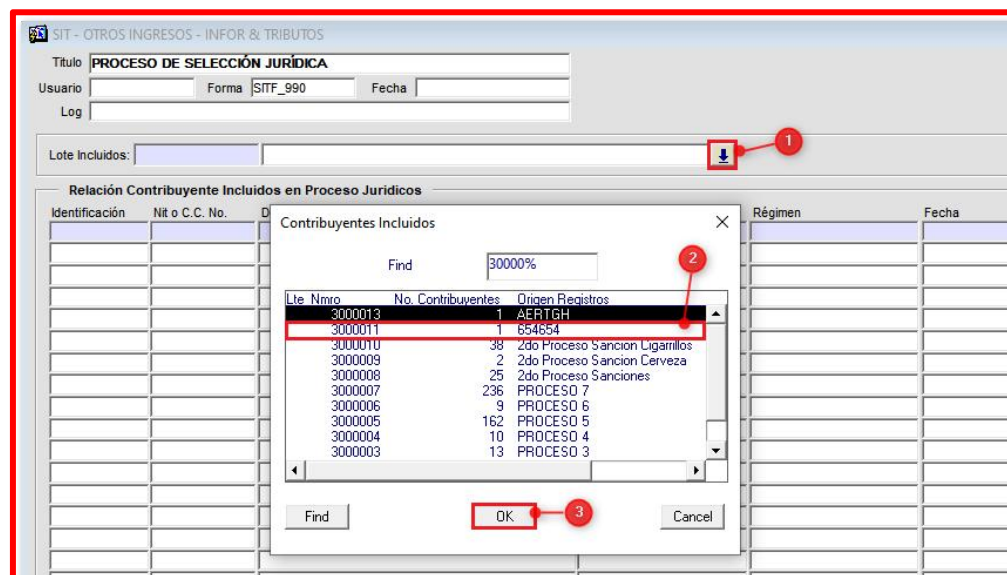 SIT - OTROS INGRESOS - INFOR & TRIBUTOS
Titulo PROCESO DE SELECCIÓN JURÍDICA
Usuario Forma SITF_990 Fecha
Log
Lote Incluidos: 1
Relación Contribuyente Incluidos en Proceso Juridicos
Identificación Nit o C.C. No. D Régimen Fecha
Contribuyentes Incluidos
Find 30000%
2
Lte Nmro No. Contribuyentes Origen Registros
3000013 1 AERTGH
3000011 1 654654
3000010 38 2do Proceso Sancion Cigarrillos
3000009 2 2do Proceso Sancion Cerveza
3000008 25 2do Proceso Sanciones
3000007 236 PROCESO 7
3000006 9 PROCESO 6
3000005 162 PROCESO 5
3000004 10 PROCESO 4
3000003 13 PROCESO 3
Find OK 3 Cancel